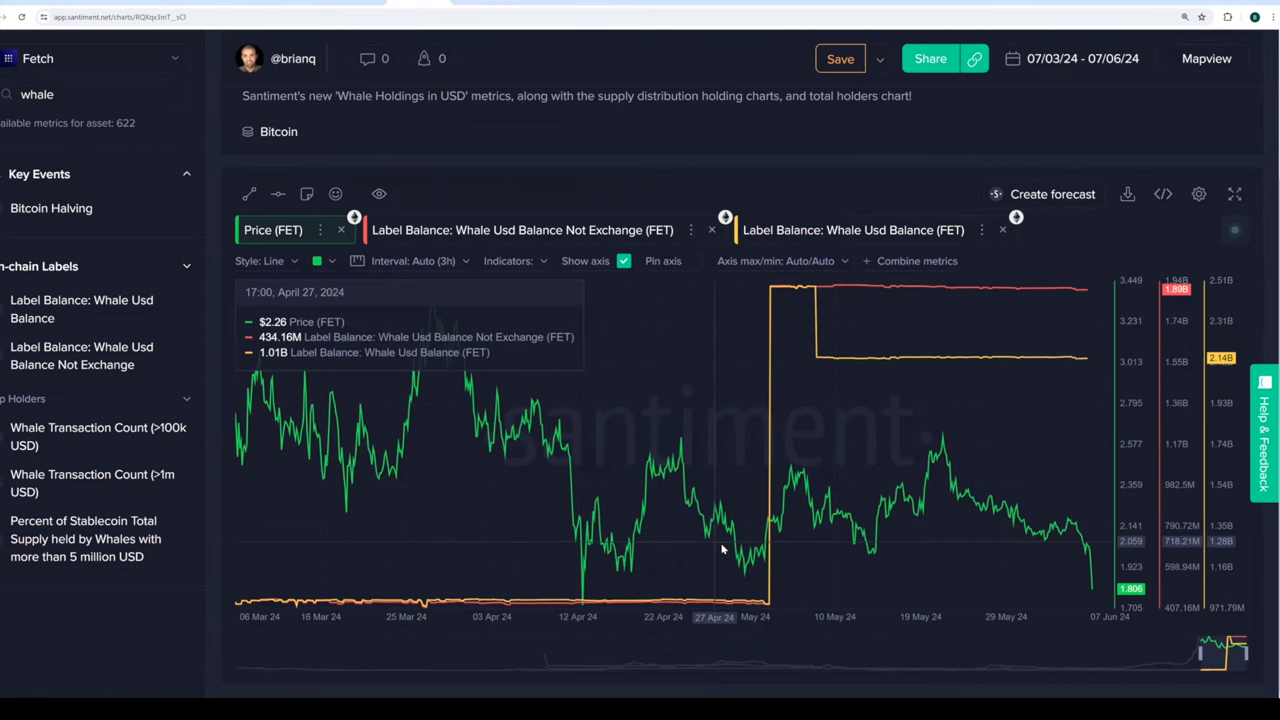 app.santiment.net/charts/RQXqx3mT__sCl
Fetch
@brianq
0
0
Save
Share
07/03/24 - 07/06/24
Mapview
whale
Santiment's new 'Whale Holdings in USD' metrics, along with the supply distribution holding charts, and total holders chart!
ailable metrics for asset: 622
Bitcoin
Key Events
Bitcoin Halving
n-chain Labels
Label Balance: Whale Usd
Balance
Label Balance: Whale Usd
Balance Not Exchange
p Holders
Whale Transaction Count (>100k
USD)
Whale Transaction Count (>1m
USD)
Percent of Stablecoin Total
Supply held by Whales with
more than 5 million USD
Create forecast
Price (FET)
Label Balance: Whale Usd Balance Not Exchange (FET)
Label Balance: Whale Usd Balance (FET)
Style: Line
Interval: Auto (3h)
Indicators:
Show axis
Pin axis
Axis max/min: Auto/Auto
+ Combine metrics
17:00, April 27, 2024
$2.26 Price (FET)
434.16M Label Balance: Whale Usd Balance Not Exchange (FET)
1.01B Label Balance: Whale Usd Balance (FET)
santiment.
3.449 1.94B 2.51B
1.89B
3.231 1.74B 2.31B
2.14B
3.013 1.55B
2.795 1.36B 1.93B
2.577 1.17B 1.74B
2.359 982.5M 1.54B
2.141 790.72M 1.35B
2.059 718.21M 1.28B
1.923 598.94M 1.16B
1.806
1.705 407.16M 971.79M
06 Mar 24 16 Mar 24 25 Mar 24 03 Apr 24 12 Apr 24 22 Apr 24 27 Apr 24 May 24 10 May 24 19 May 24 29 May 24 07 Jun 24
Help & Feedback